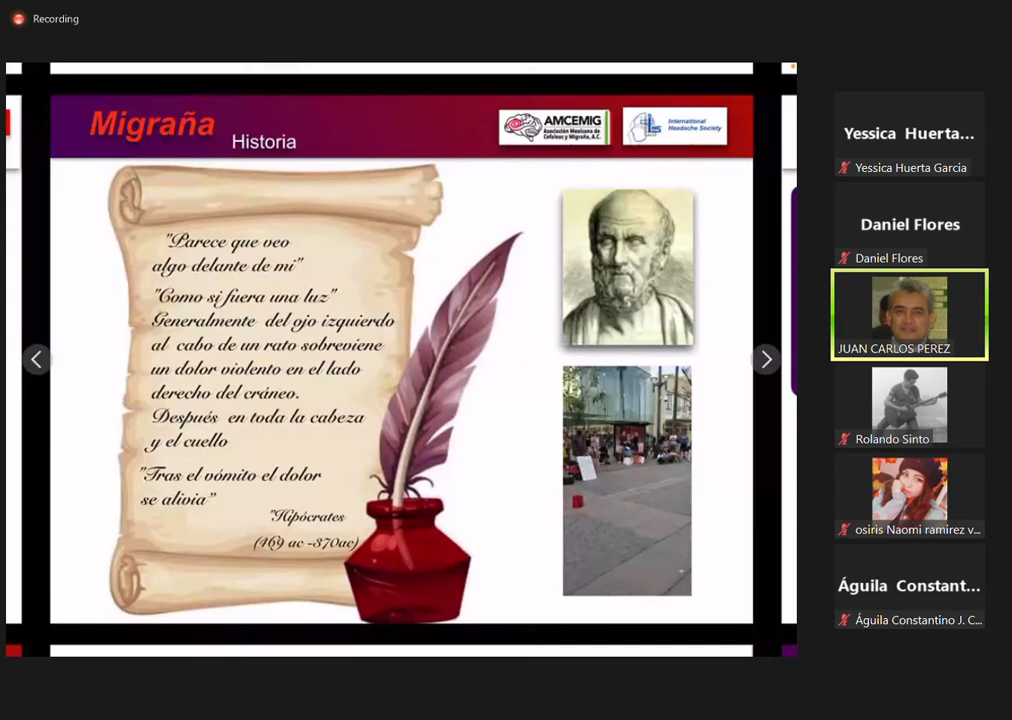 Recording
Migraña
Historia
AMCEMIG
Asociación Mexicana de
Cefaleas y Migraña, A.C.
IHS
International
Headache Society
"Parece que veo
algo delante de mi"
"Como si fuera una luz"
Generalmente del ojo izquierdo
al cabo de un rato sobreviene
un dolor violento en el lado
derecho del cráneo.
Después en toda la cabeza
y el cuello
"Tras el vómito el dolor
se alivia"
"Hipócrates
(469 ac -370ac)
Yessica Huerta...
Yessica Huerta Garcia
Daniel Flores
Daniel Flores
JUAN CARLOS PEREZ
Rolando Sinto
osiris Naomi ramirez v...
Águila Constant...
Águila Constantino J. C...